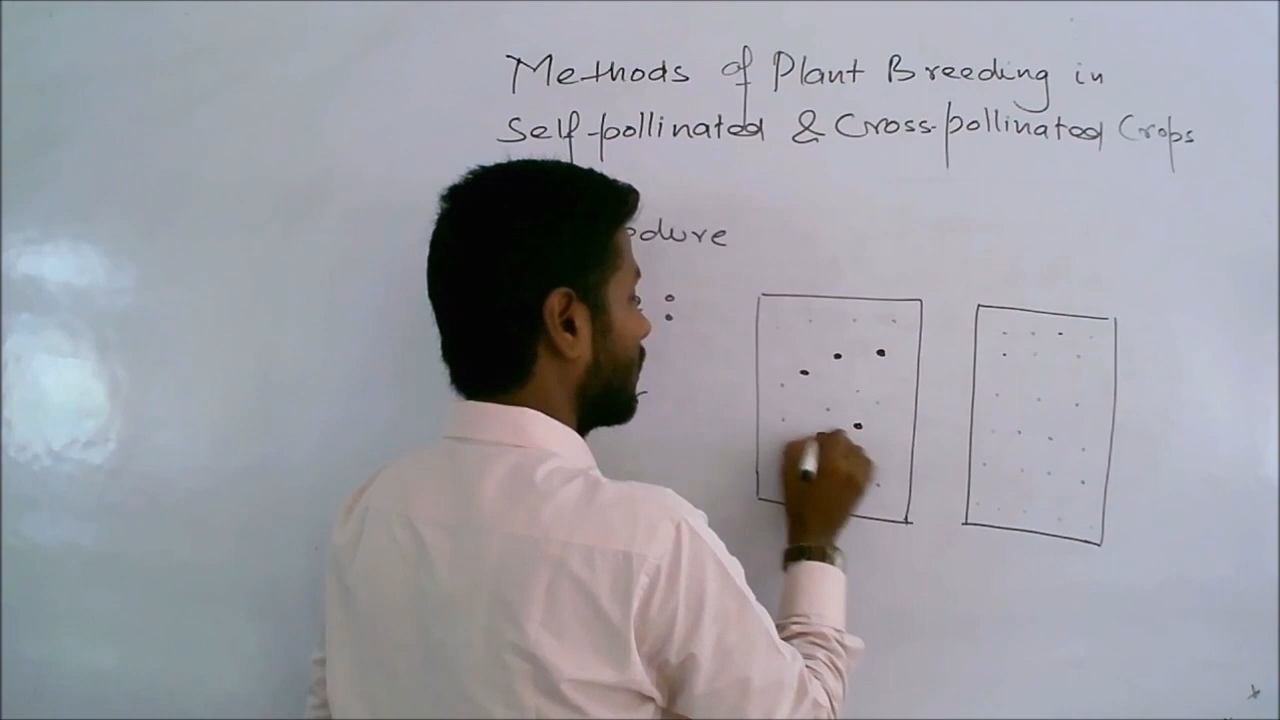 Methods of Plant Breeding in
Self-pollinated & Cross-pollinated Crops